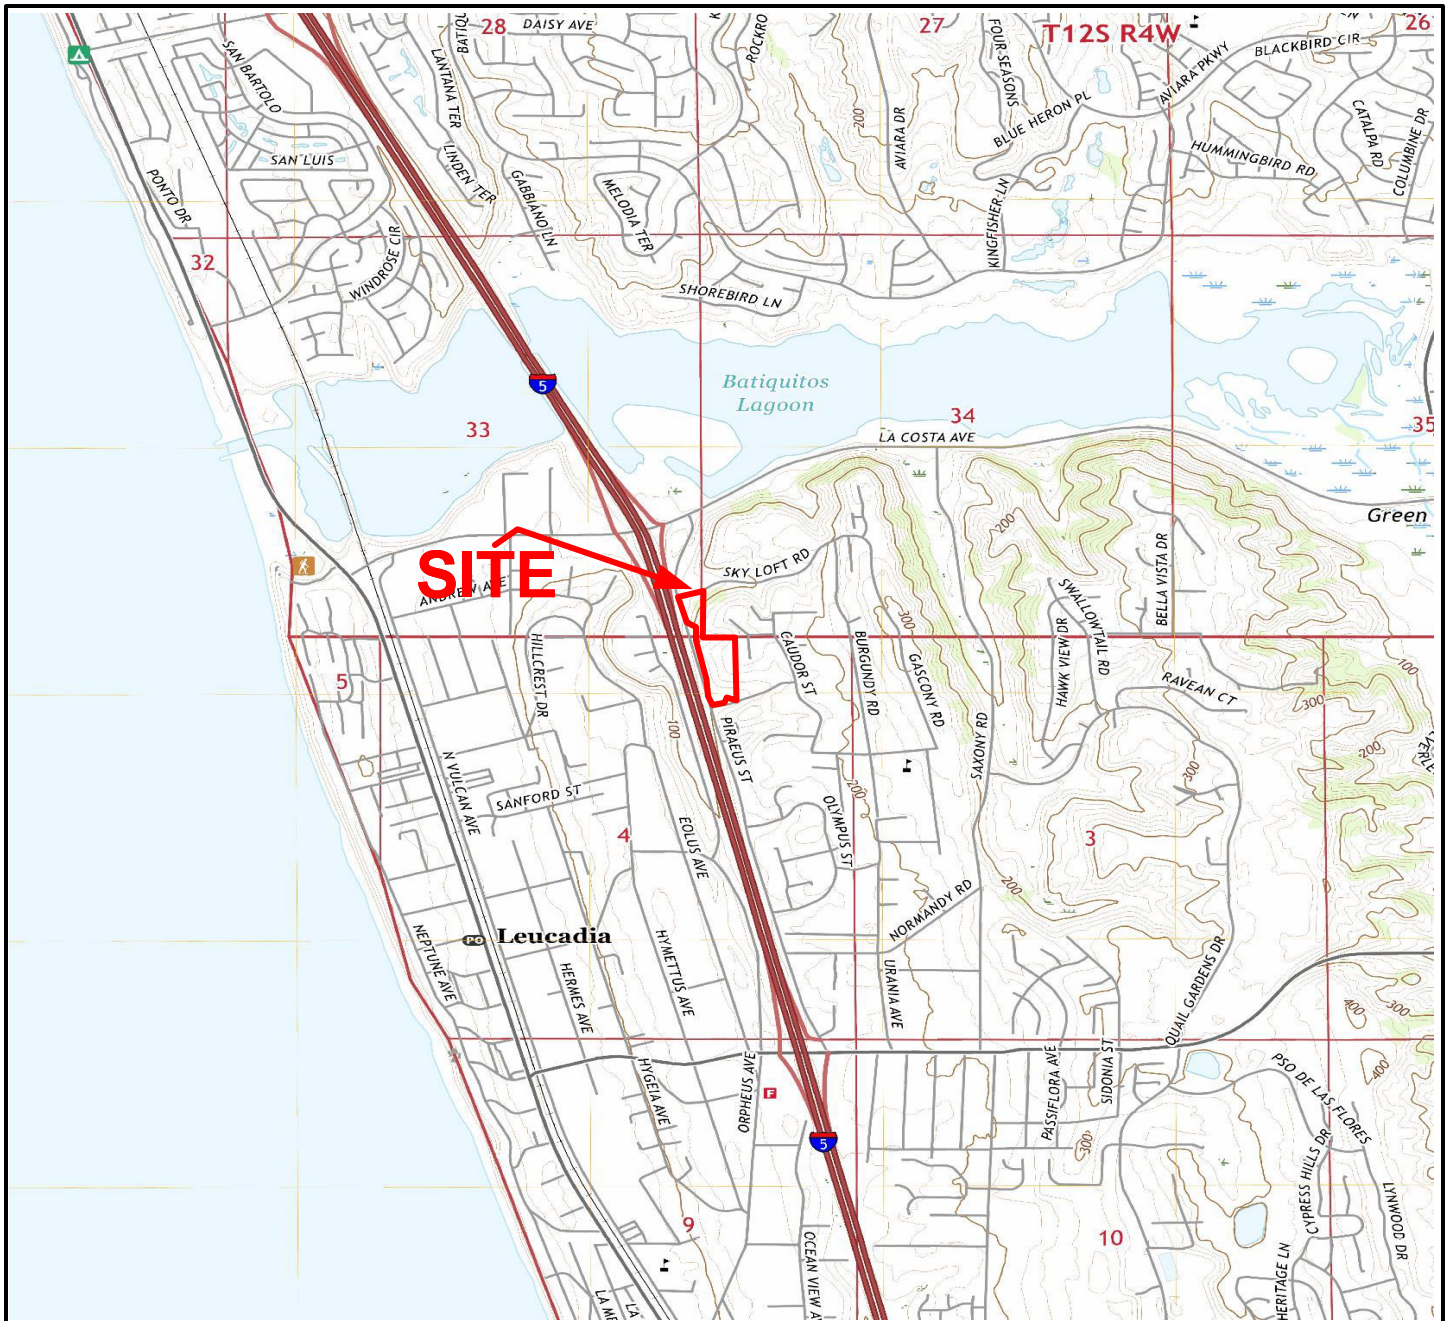 28
DAISY AVE
27
T12S R4W
26
BLACKBIRD CIR
SAN BARTOLO
LANTANA TER
FOUR-SEASONS
AVIARA PKWY
200
AVIARA DR
BLUE HERON PL
CATALPA RD
COLUMBINE DR
SAN LUIS
LINDEN TER
HUMMINGBIRD RD
PONTO DR
GABBIANO LN
MELODIA TER
KINGFISHER LN
32
WINDROSE CIR
SHOREBIRD LN
5
Batiquitos
Lagoon
33
34
35
LA COSTA AVE
200
Green
SITE
SKY LOFT RD
BELLA VISTA DR
ANDREW AVE
300
SWALLOWTAIL RD
HILLCREST DR
CAUDOR ST
BURGUNDY RD
GASCONY RD
HAWK VIEW DR
100
5
RAVEAN CT
300
100
PIRAEUS ST
SAXONY RD
200
N VULCAN AVE
SANFORD ST
200
300
4
EOLUS AVE
OLYMPUS ST
3
NORMANDY RD
200
PO
Leucadia
NEPTUNE AVE
HERMES AVE
HYMETTUS AVE
URANIA AVE
QUAIL GARDENS DR
400
300
HYGEIA AVE
ORPHEUS AVE
F
PASSIFLORA AVE
SIDONIA ST
PSO DE LAS FLORES
400
5
300
CYPRESS HILLS DR
LYNWOOD DR
9
10
OCEAN VIEW A
HERITAGE LN